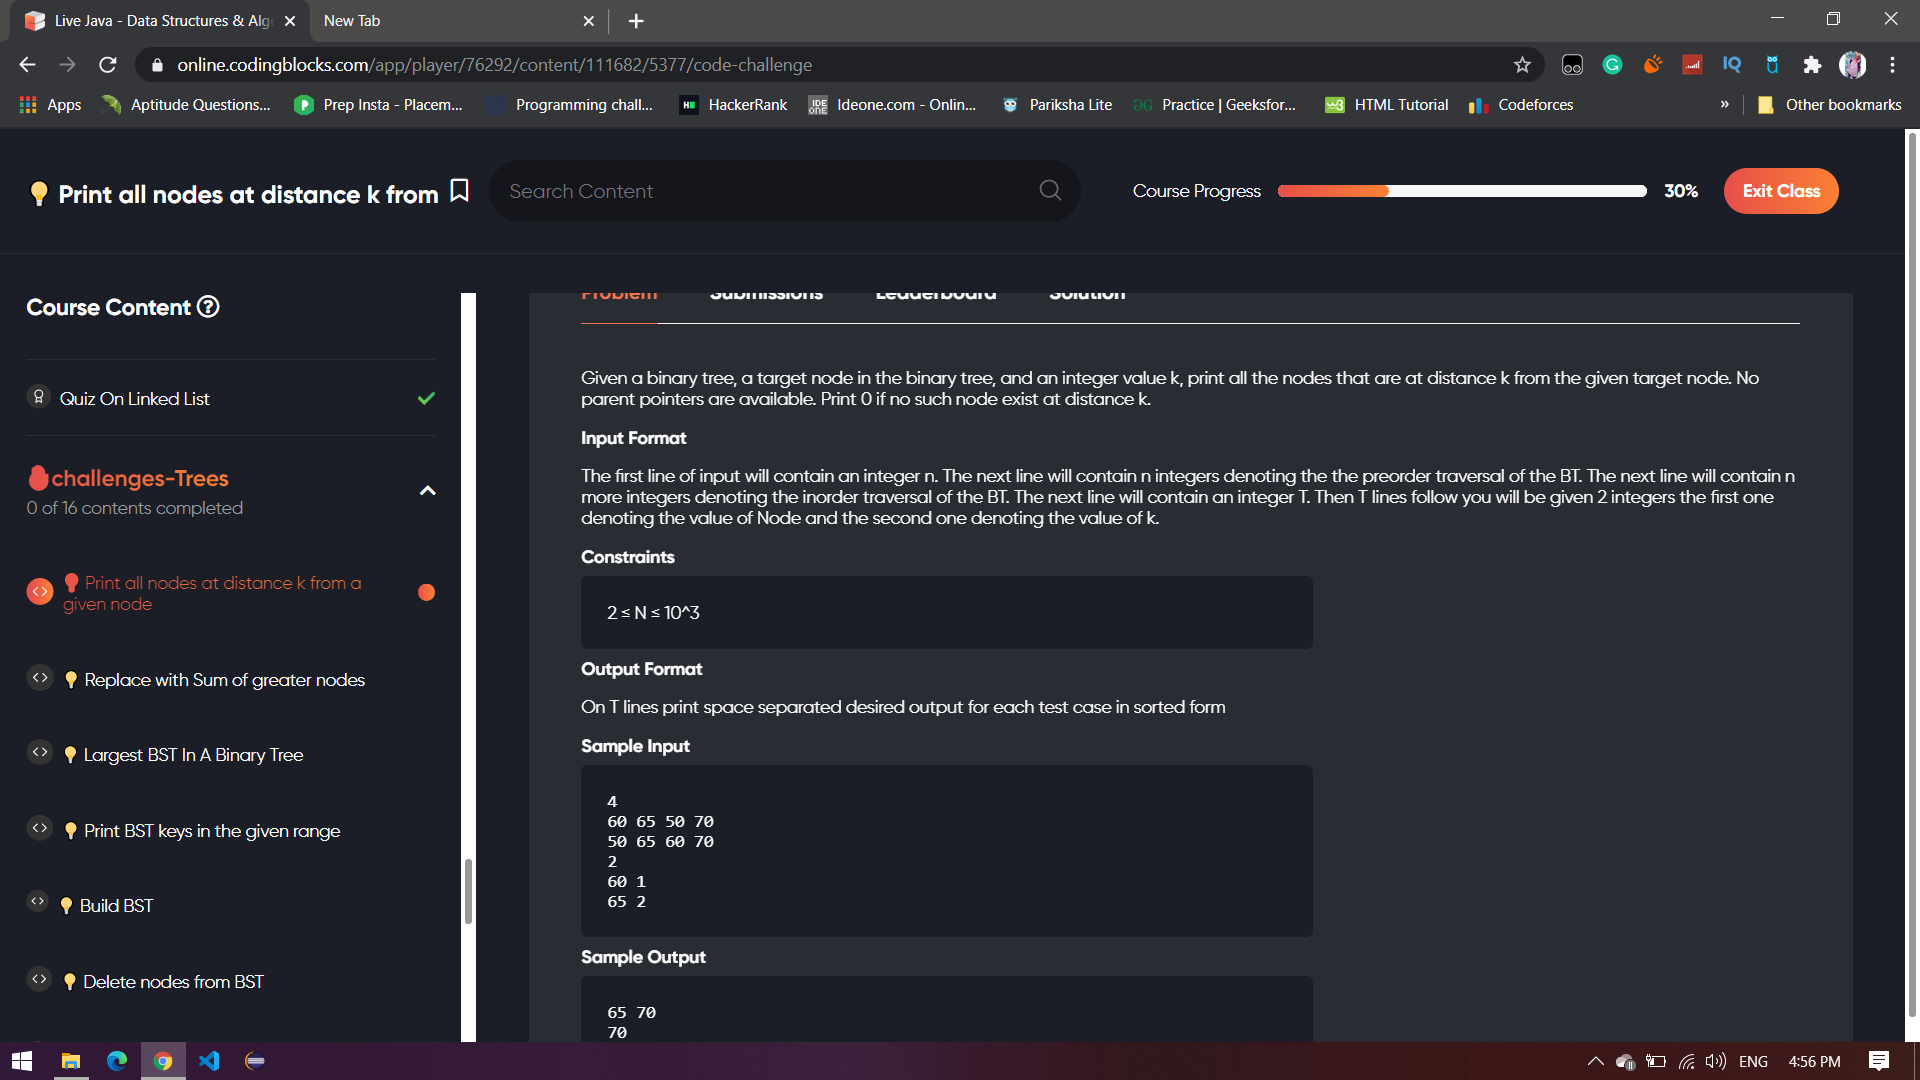 Live Java - Data Structures & Algo
New Tab
online.codingblocks.com/app/player/76292/content/111682/5377/code-challenge
IQ
Apps
Aptitude Questions...
Prep Insta - Placem...
Programming chall...
HackerRank
Ideone.com - Onlin...
Pariksha Lite
Practice | Geeksfor...
HTML Tutorial
Codeforces
»
Other bookmarks
Print all nodes at distance k from
Search Content
Course Progress
30%
Exit Class
Course Content
Problem Submissions Leaderboard Solution
Quiz On Linked List
challenges-Trees
0 of 16 contents completed
Print all nodes at distance k from a
given node
Replace with Sum of greater nodes
Largest BST In A Binary Tree
Print BST keys in the given range
Build BST
Delete nodes from BST
Given a binary tree, a target node in the binary tree, and an integer value k, print all the nodes that are at distance k from the given target node. No
parent pointers are available. Print 0 if no such node exist at distance k.
Input Format
The first line of input will contain an integer n. The next line will contain n integers denoting the the preorder traversal of the BT. The next line will contain n
more integers denoting the inorder traversal of the BT. The next line will contain an integer T. Then T lines follow you will be given 2 integers the first one
denoting the value of Node and the second one denoting the value of k.
Constraints
2 ≤ N ≤ 10^3
Output Format
On T lines print space separated desired output for each test case in sorted form
Sample Input
4
60 65 50 70
50 65 60 70
2
60 1
65 2
Sample Output
65 70
70
ENG
4:56 PM